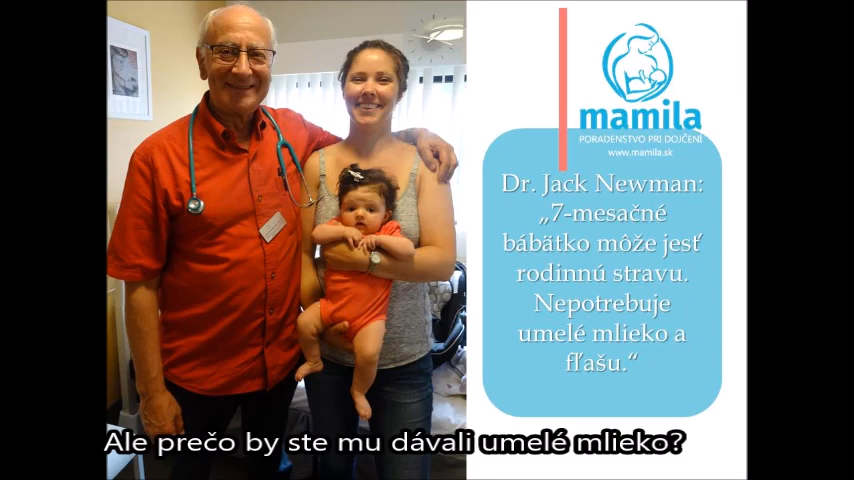 mamila
PORADENSTVO PRI DOJČENÍ
www.mamila.sk
Dr. Jack Newman:
„7-mesačné
bábätko môže jesť
rodinnú stravu.
Nepotrebuje
umelé mlieko a
fľašu.“
Ale prečo by ste mu dávali umelé mlieko?